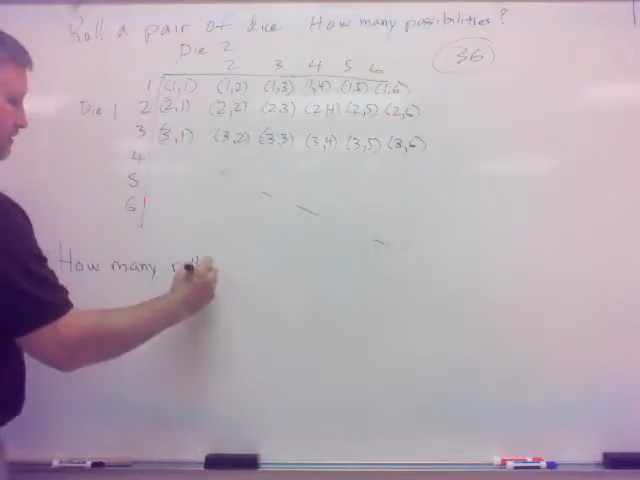 Roll a pair of dice How many possibilities?
Die 2
36
2 3 4 5 6
1 (1,1) (1,2) (1,3) (1,4) (1,5) (1,6)
Die 1 2 (2,1) (2,2) (2,3) (2,4) (2,5) (2,6)
3 (3,1) (3,2) (3,3) (3,4) (3,5) (3,6)
4
5
6
How many